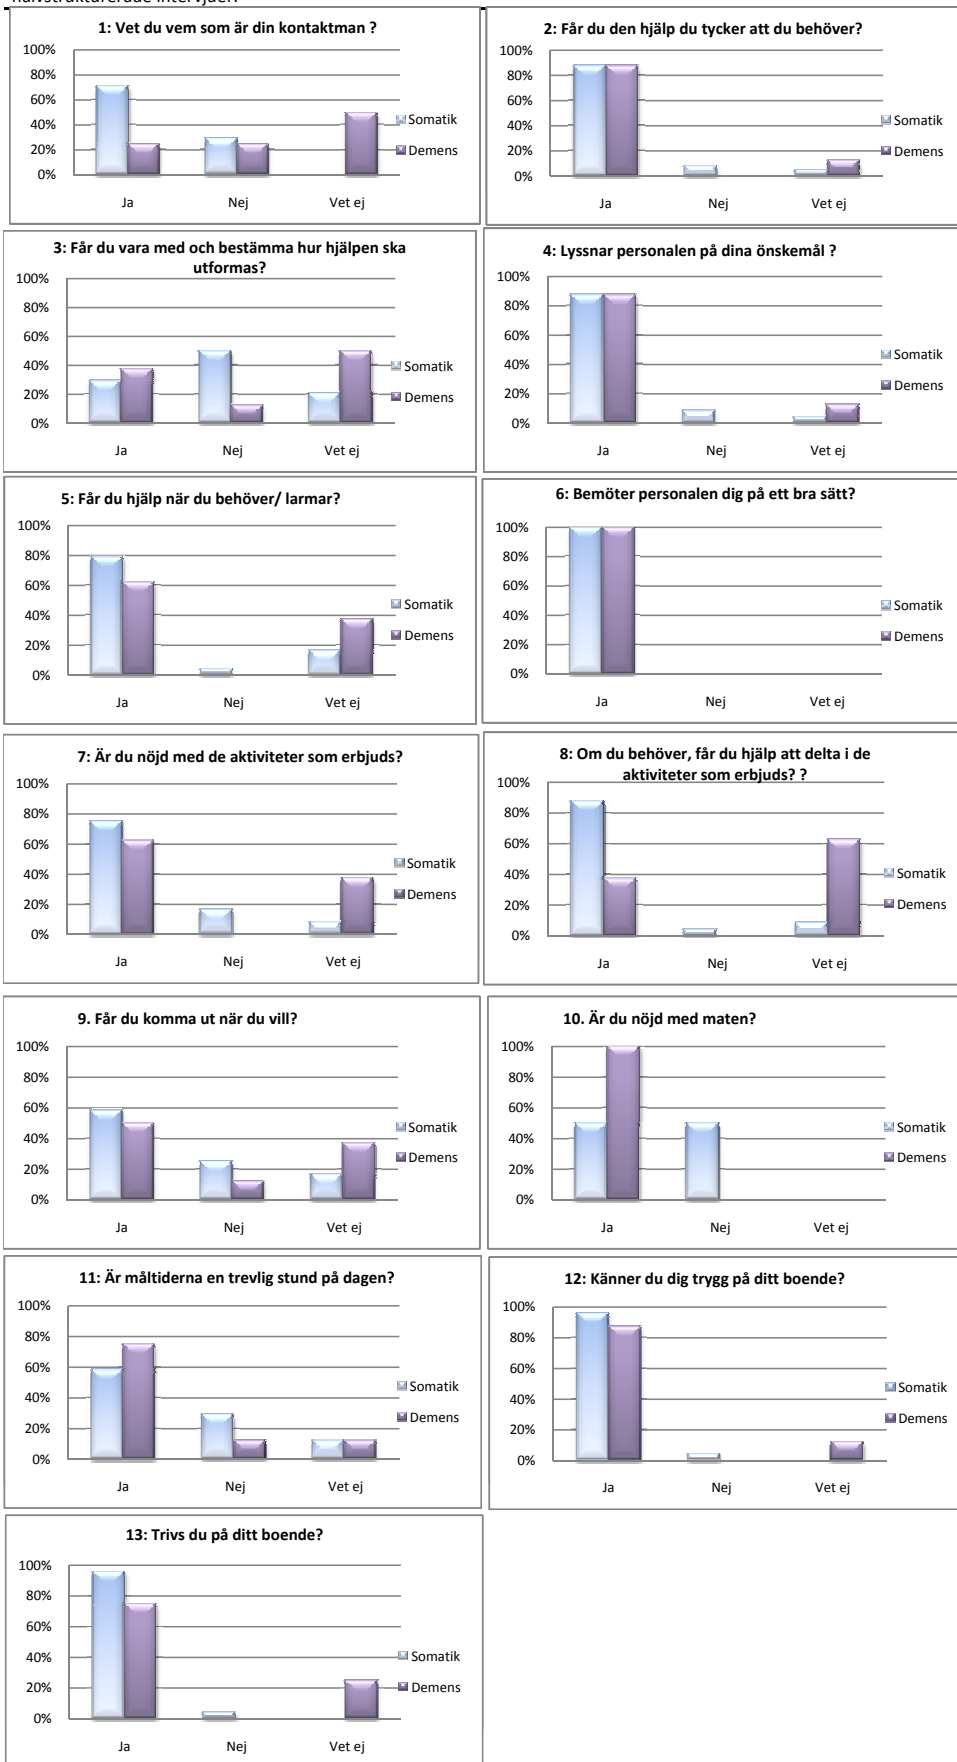 halvstrukturerade intervjuer.
1: Vet du vem som är din kontaktman ?
100%
80%
60%
40%
20%
0%
Ja Nej Vet ej
Somatik
Demens
2: Får du den hjälp du tycker att du behöver?
100%
80%
60%
40%
20%
0%
Ja Nej Vet ej
Somatik
Demens
3: Får du vara med och bestämma hur hjälpen ska
utformas?
100%
80%
60%
40%
20%
0%
Ja Nej Vet ej
Somatik
Demens
4: Lyssnar personalen på dina önskemål ?
100%
80%
60%
40%
20%
0%
Ja Nej Vet ej
Somatik
Demens
5: Får du hjälp när du behöver/ larmar?
100%
80%
60%
40%
20%
0%
Ja Nej Vet ej
Somatik
Demens
6: Bemöter personalen dig på ett bra sätt?
100%
80%
60%
40%
20%
0%
Ja Nej Vet ej
Somatik
Demens
7: Är du nöjd med de aktiviteter som erbjuds?
100%
80%
60%
40%
20%
0%
Ja Nej Vet ej
Somatik
Demens
8: Om du behöver, får du hjälp att delta i de
aktiviteter som erbjuds? ?
100%
80%
60%
40%
20%
0%
Ja Nej Vet ej
Somatik
Demens
9. Får du komma ut när du vill?
100%
80%
60%
40%
20%
0%
Ja Nej Vet ej
Somatik
Demens
10. Är du nöjd med maten?
100%
80%
60%
40%
20%
0%
Ja Nej Vet ej
Somatik
Demens
11: Är måltiderna en trevlig stund på dagen?
100%
80%
60%
40%
20%
0%
Ja Nej Vet ej
Somatik
Demens
12: Känner du dig trygg på ditt boende?
100%
80%
60%
40%
20%
0%
Ja Nej Vet ej
Somatik
Demens
13: Trivs du på ditt boende?
100%
80%
60%
40%
20%
0%
Ja Nej Vet ej
Somatik
Demens